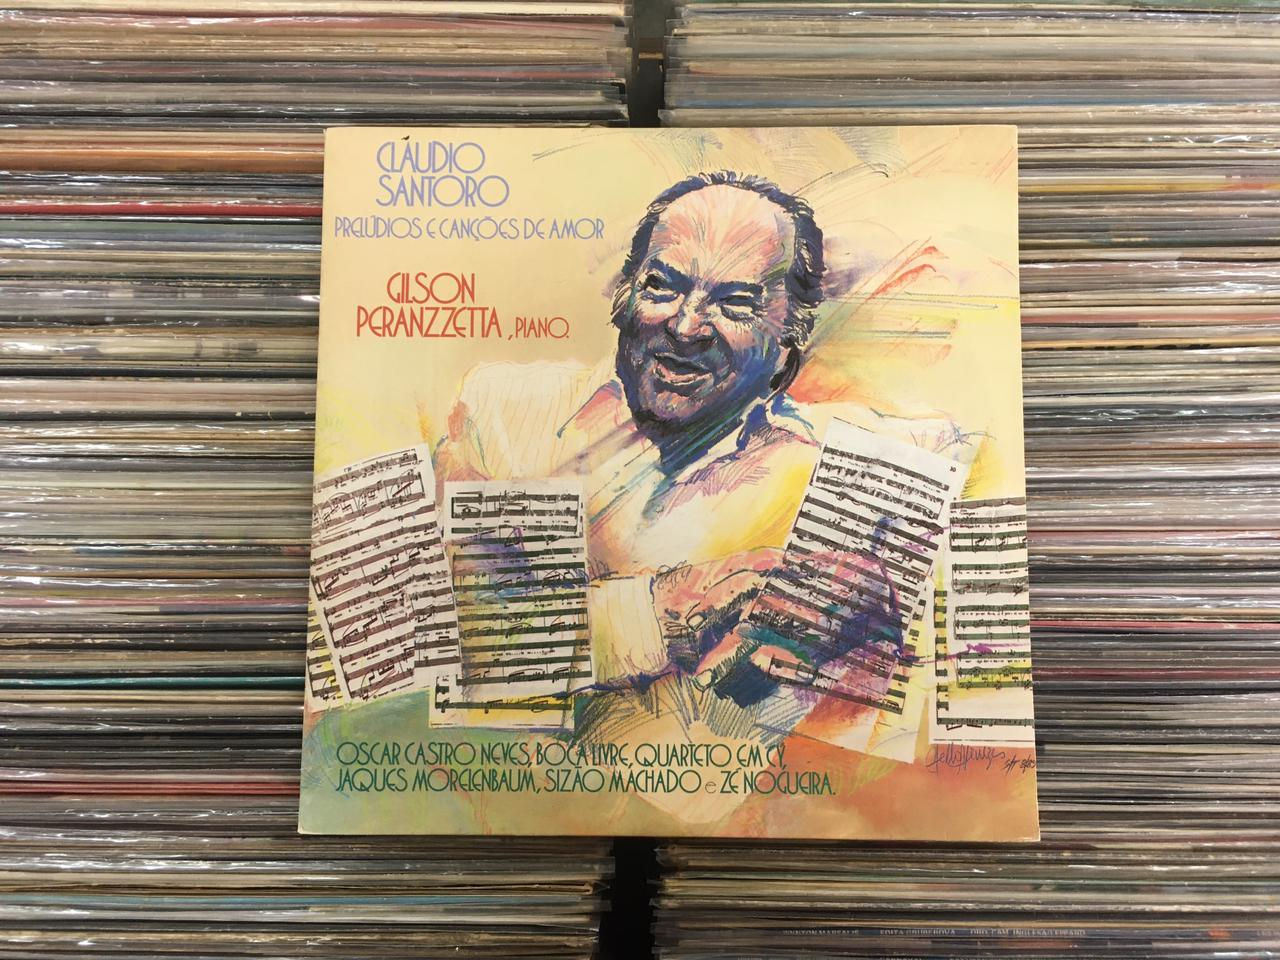 CLÁUDIO
SANTORO
PRELÚDIOS E CANÇÕES DE AMOR
GILSON
PERANZZETTA, PIANO.
OSCAR CASTRO NEVES, BOCA LIVRE, QUARTETO EM CY,
JAQUES MORELENBAUM, SIZÃO MACHADO e ZÉ NOGUEIRA.